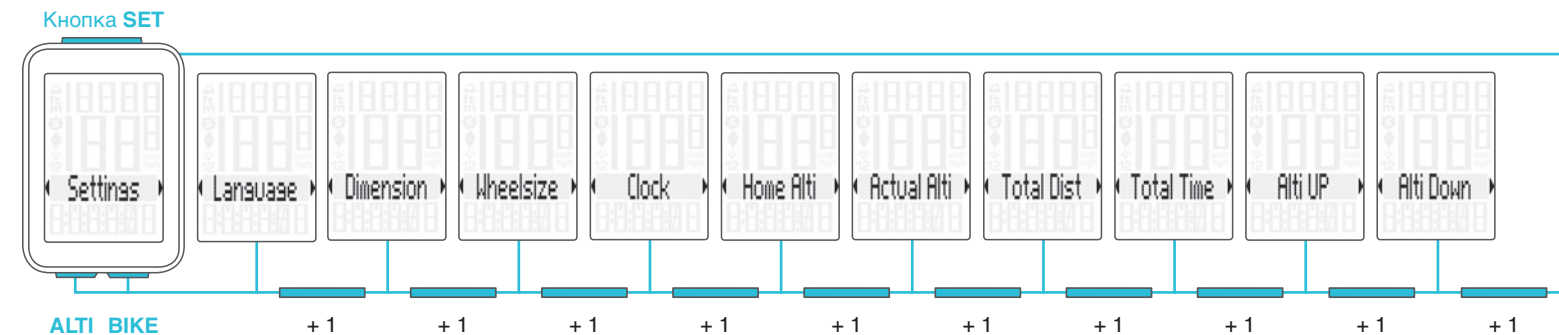 Кнопка SET
Settings
Language
Dimension
Wheelsize
Clock
Home Alti
Actual Alti
Total Dist
Total Time
Alti UP
Alti Down
ALTI BIKE
+ 1
+ 1
+ 1
+ 1
+ 1
+ 1
+ 1
+ 1
+ 1
+ 1